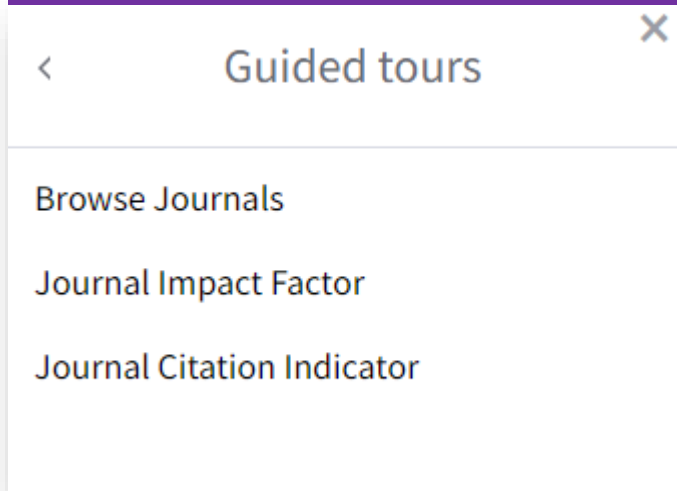 Guided tours
Browse Journals
Journal Impact Factor
Journal Citation Indicator